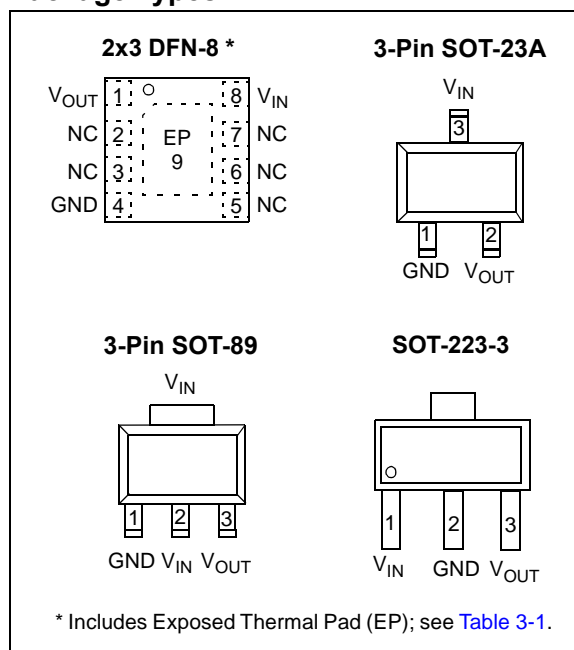 2x3 DFN-8 *
VOUT 1 8 VIN
NC 2 EP 7 NC
NC 3 9 6 NC
GND 4 5 NC
3-Pin SOT-23A
VIN
3
1 2
GND VOUT
3-Pin SOT-89
VIN
1 2 3
GND VIN VOUT
SOT-223-3
1 2 3
VIN GND VOUT
* Includes Exposed Thermal Pad (EP); see Table 3-1.